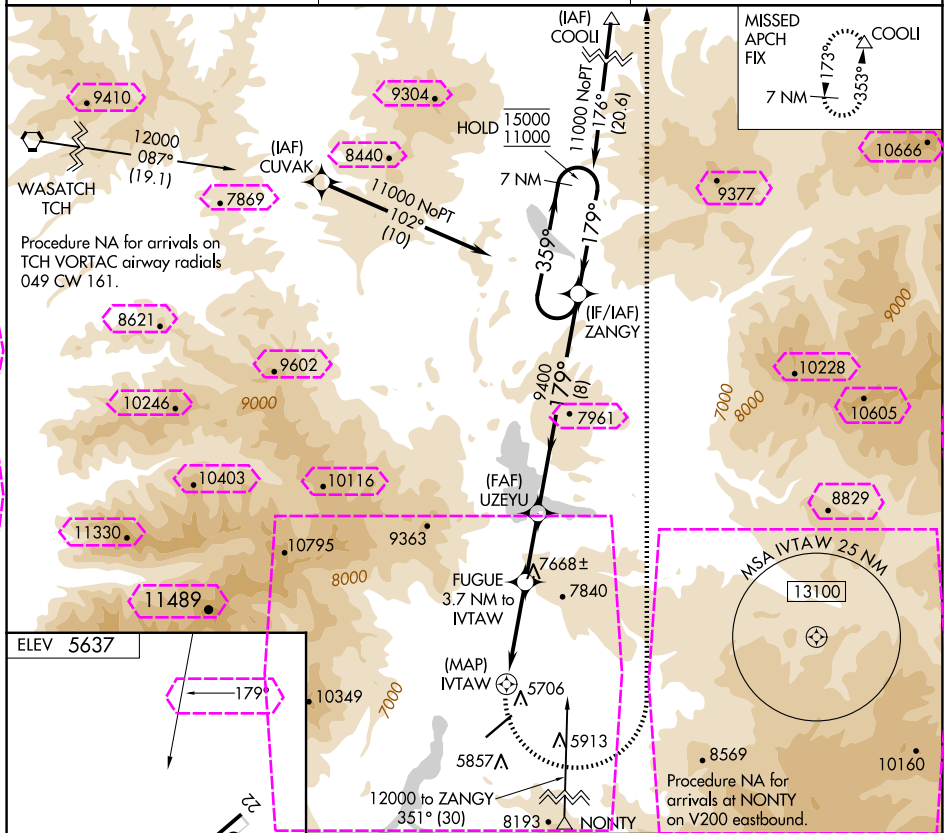 (IAF)
COOLI
MISSED
APCH
FIX
COOLI
173°
353°
7 NM
9410
9304
12000
087°
(19.1)
WASATCH
TCH
(IAF)
CUVAK
8440
7869
11000 NoPT
102°
(10)
HOLD 15000
11000
11000 NoPT
176°
(20.6)
7 NM
359°
179°
10666
9377
Procedure NA for arrivals on
TCH VORTAC airway radials
049 CW 161.
(IF/IAF)
ZANGY
8621
9602
10246
9000
9400
179°
(8)
7961
9000
10228
7000
8000
10605
10403
10116
(FAF)
UZEYU
8829
11330
10795
9363
8000
11489
FUGUE
3.7 NM to
IVTAW
7668±
7840
MSA IVTAW 25 NM
13100
ELEV 5637
179°
10349
7000
(MAP)
IVTAW
5706
5913
5857
8569
10160
12000 to ZANGY
351° (30)
8193
NONTY
Procedure NA for
arrivals at NONTY
on V200 eastbound.
22